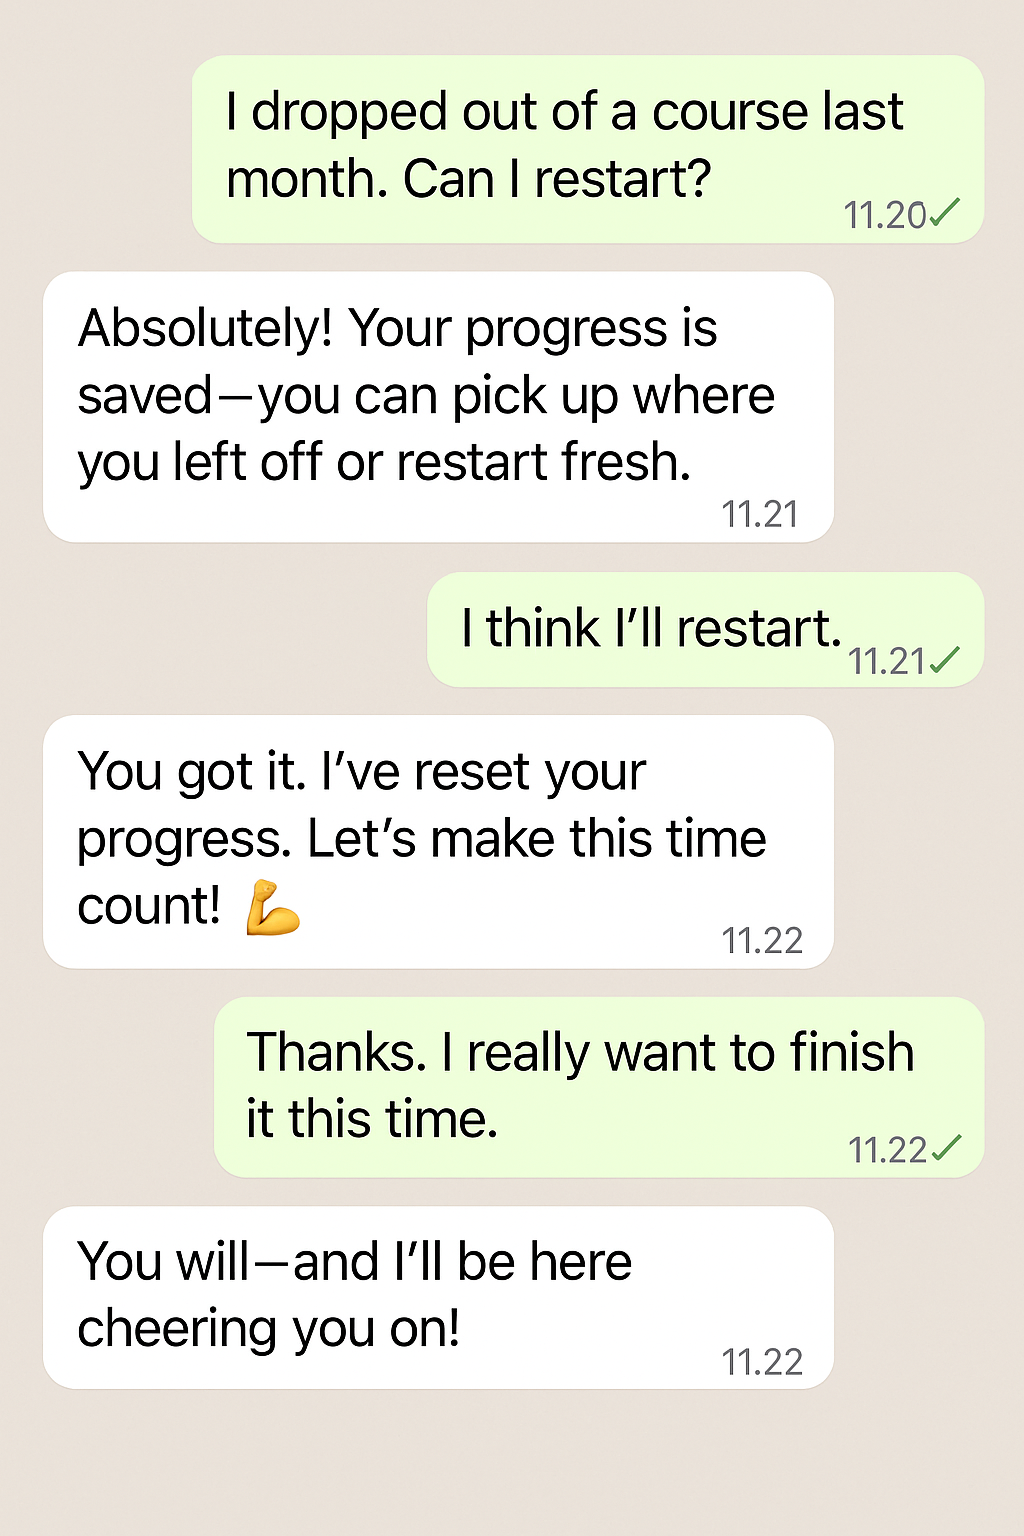 I dropped out of a course last
month. Can I restart?
11.20✓
Absolutely! Your progress is
saved—you can pick up where
you left off or restart fresh.
11.21
I think I’ll restart.
11.21✓
You got it. I’ve reset your
progress. Let’s make this time
count! 💪
11.22
Thanks. I really want to finish
it this time.
11.22✓
You will—and I’ll be here
cheering you on!
11.22